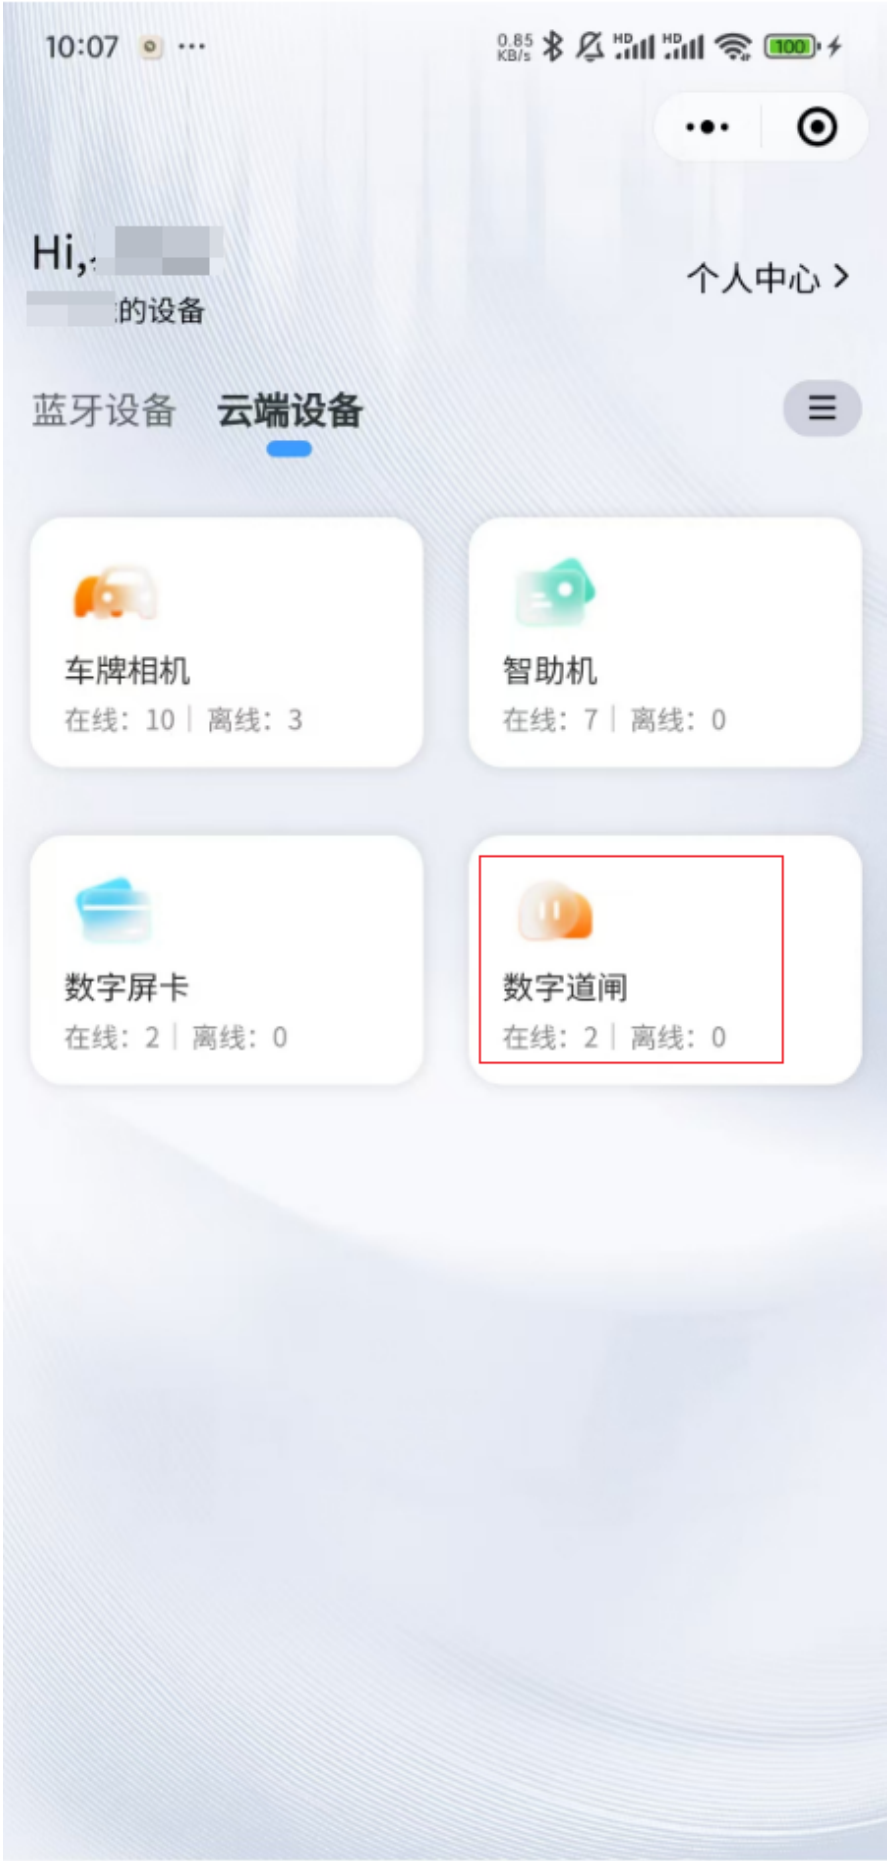 10:07 ··· 0.85 KB/s HD HD 100
Hi,
的设备
个人中心 >
蓝牙设备 云端设备
车牌相机
在线：10｜离线：3
智助机
在线：7｜离线：0
数字屏卡
在线：2｜离线：0
数字道闸
在线：2｜离线：0